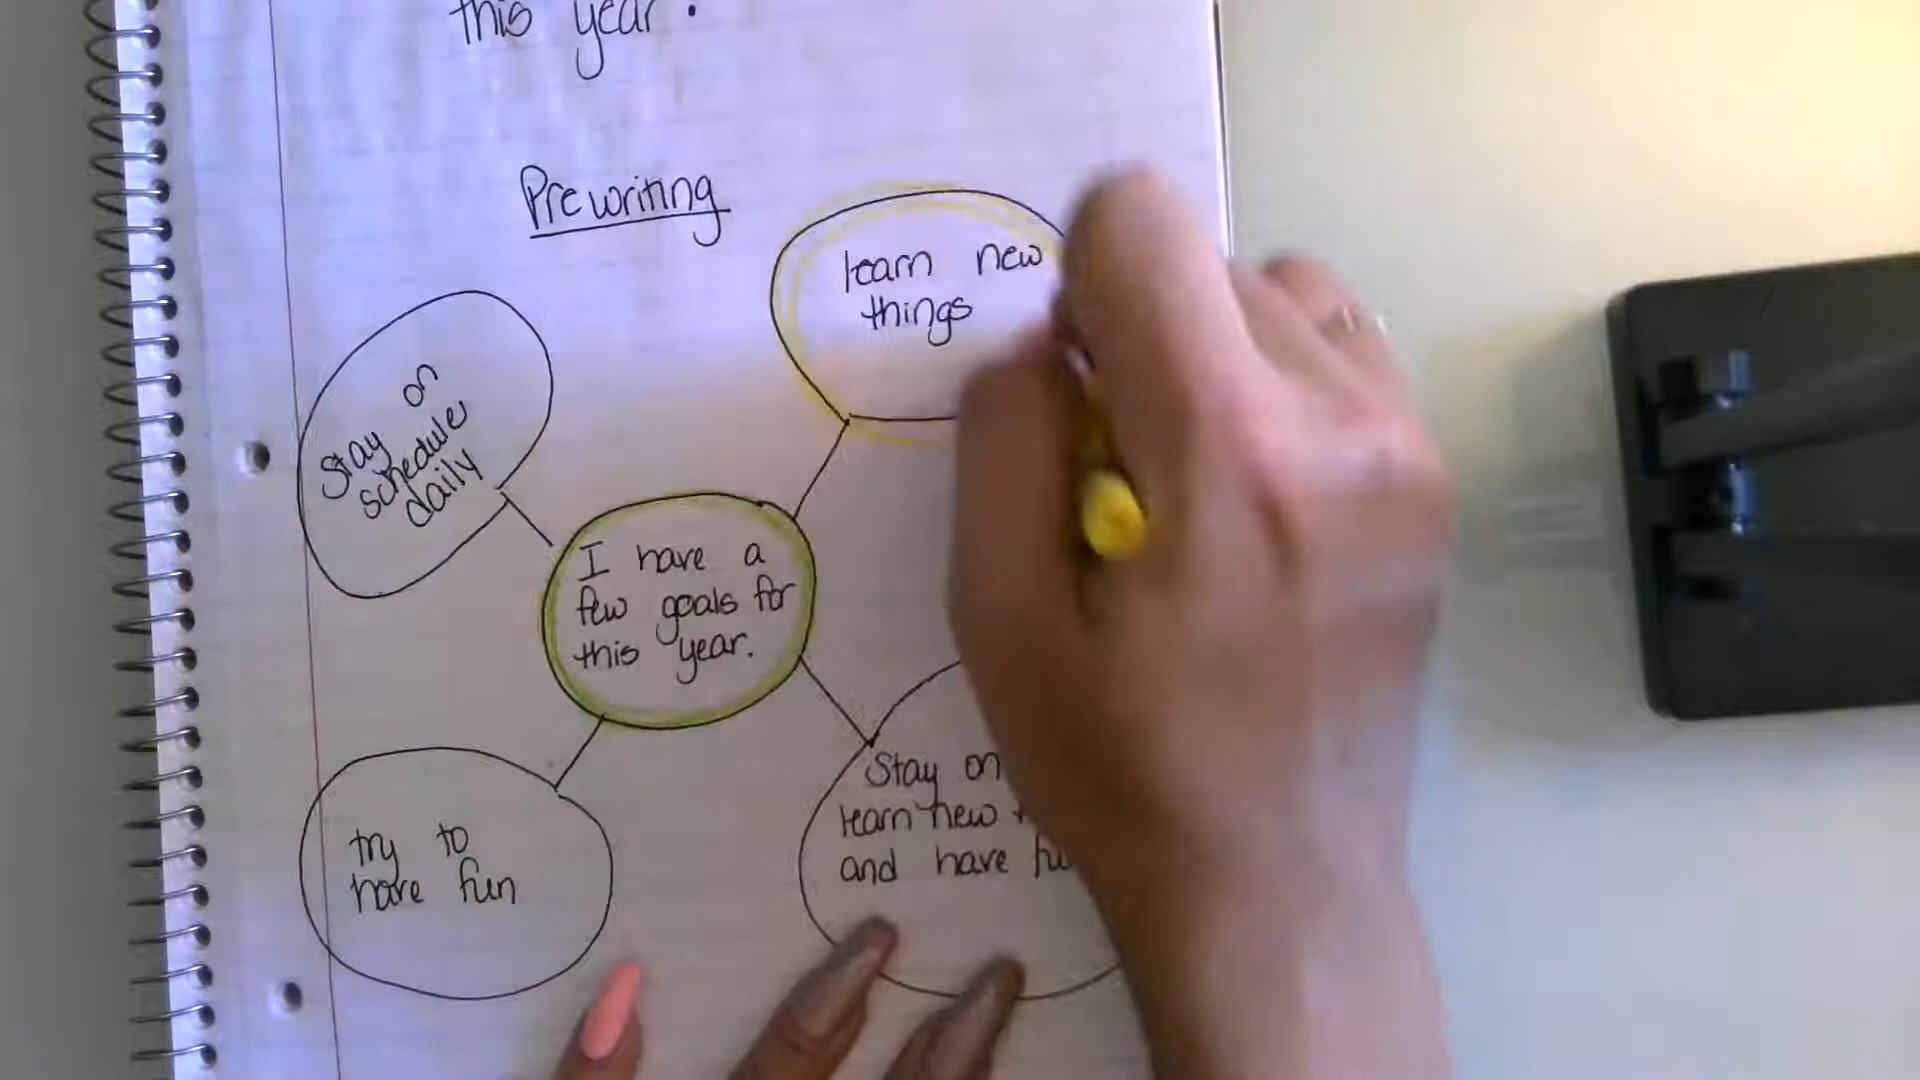 this year.
Prewriting
learn new
things
Stay on
schedule
daily
I have a
few goals for
this year.
Stay on
learn new
and have
try to
have fun